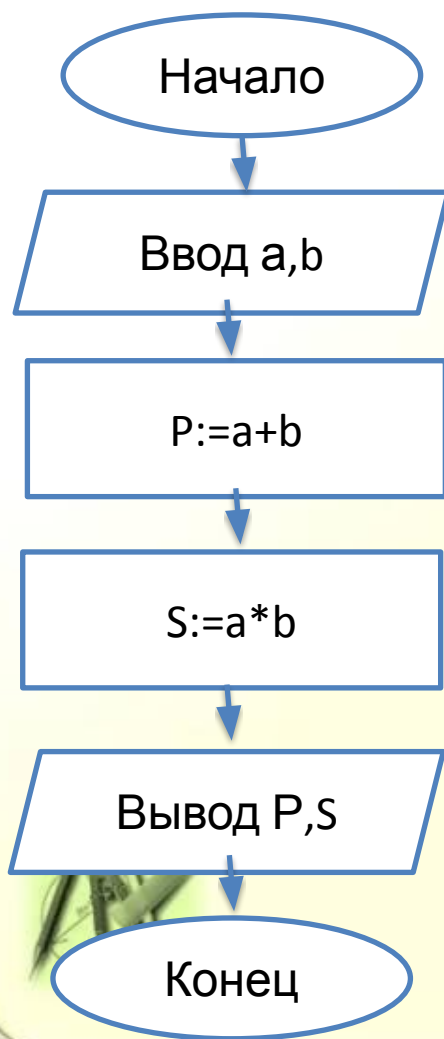 Начало
Ввод a,b
P:=a+b
S:=a*b
Вывод P,S
Конец